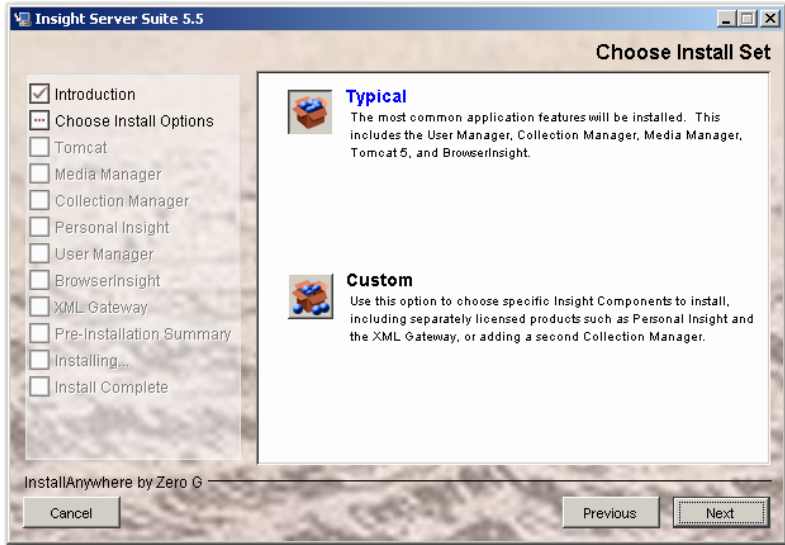 Insight Server Suite 5.5
Choose Install Set
Introduction
Choose Install Options
Tomcat
Media Manager
Collection Manager
Personal Insight
User Manager
BrowserInsight
XML Gateway
Pre-Installation Summary
Installing...
Install Complete
Typical
The most common application features will be installed. This
includes the User Manager, Collection Manager, Media Manager,
Tomcat 5, and BrowserInsight.
Custom
Use this option to choose specific Insight Components to install,
including separately licensed products such as Personal Insight and
the XML Gateway, or adding a second Collection Manager.
InstallAnywhere by Zero G
Cancel
Previous
Next